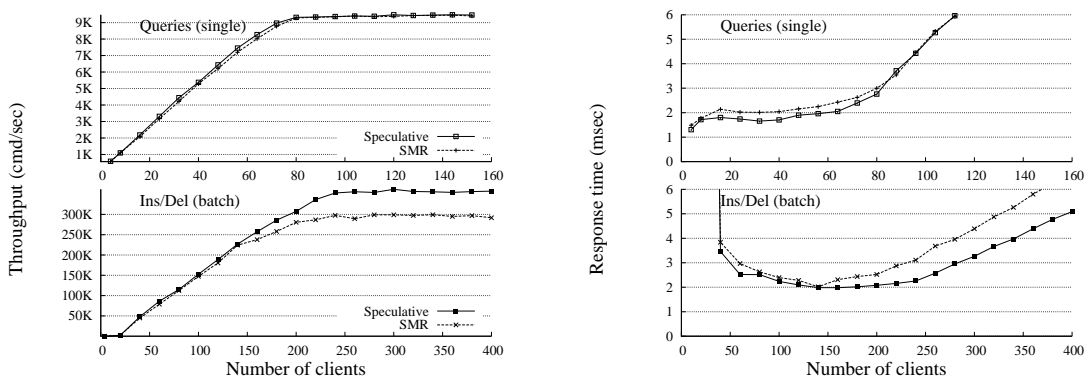 Queries (single)
9K
8K
7K
6K
5K
4K
3K
2K
1K
Speculative
SMR
0 20 40 60 80 100 120 140 160
Throughput (cmd/sec)
Ins/Del (batch)
300K
250K
200K
150K
100K
50K
Speculative
SMR
0 50 100 150 200 250 300 350 400
Number of clients
Queries (single)
6
5
4
3
2
1
0
0 20 40 60 80 100 120 140 160
Response time (msec)
Ins/Del (batch)
6
5
4
3
2
1
0
0 50 100 150 200 250 300 350 400
Number of clients